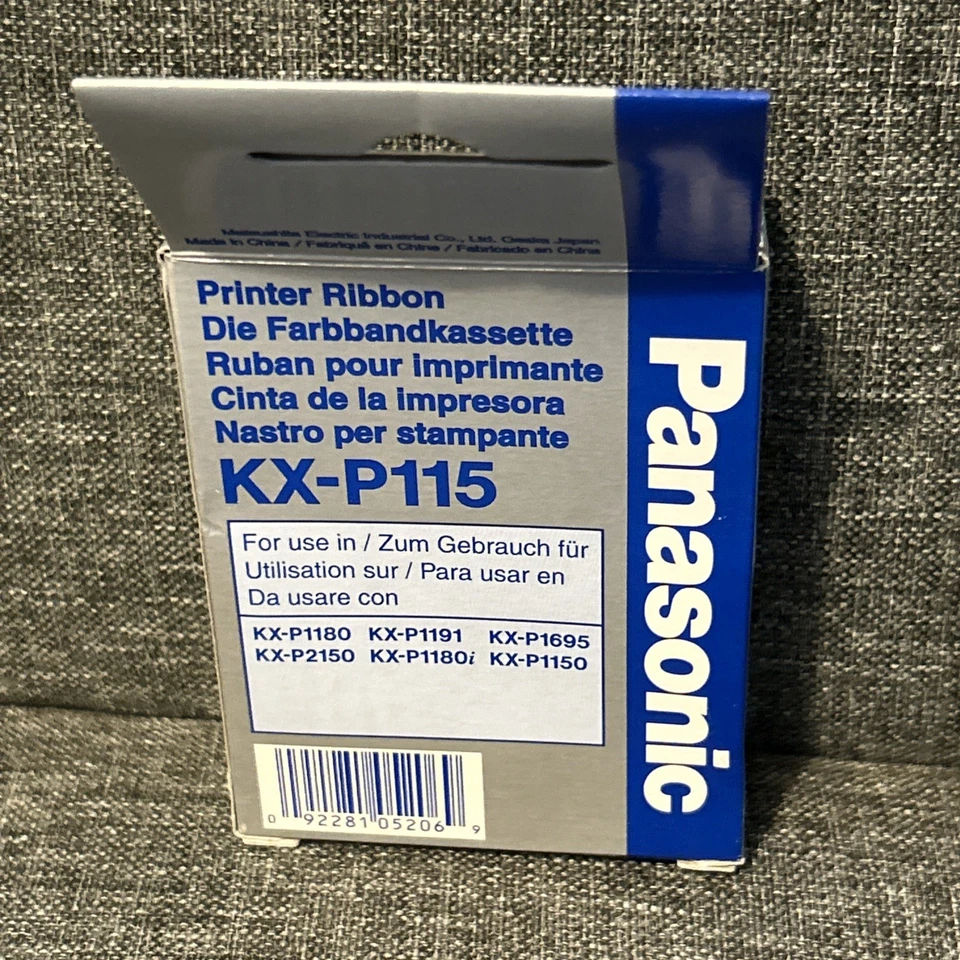 Matsushita Electric Industrial Co., Ltd. Osaka Japan
Made in China / Fabriqué en Chine / Fabricado en China
Printer Ribbon
Die Farbbandkassette
Ruban pour imprimante
Cinta de la impresora
Nastro per stampante
KX-P115
For use in / Zum Gebrauch für
Utilisation sur / Para usar en
Da usare con
KX-P1180 KX-P1191 KX-P1695
KX-P2150 KX-P1180i KX-P1150
0 92281 05206 9
Panasonic